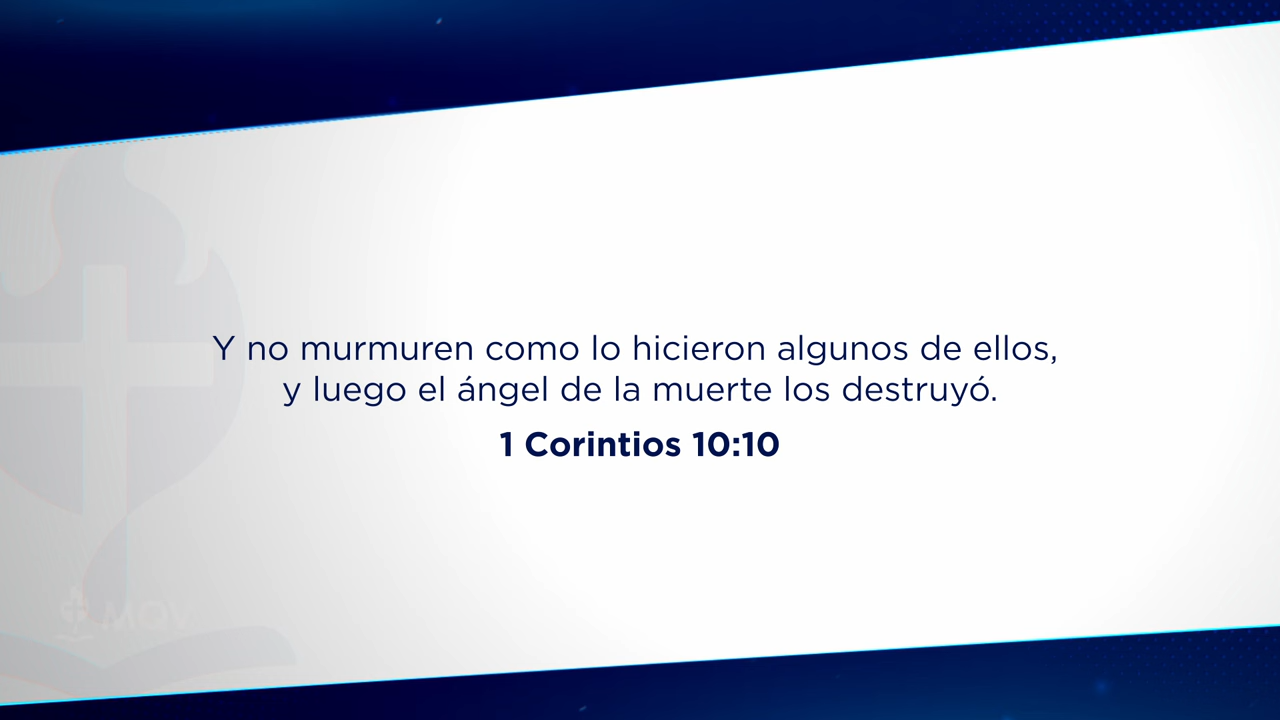 Y no murmuren como lo hicieron algunos de ellos,
y luego el ángel de la muerte los destruyó.
1 Corintios 10:10